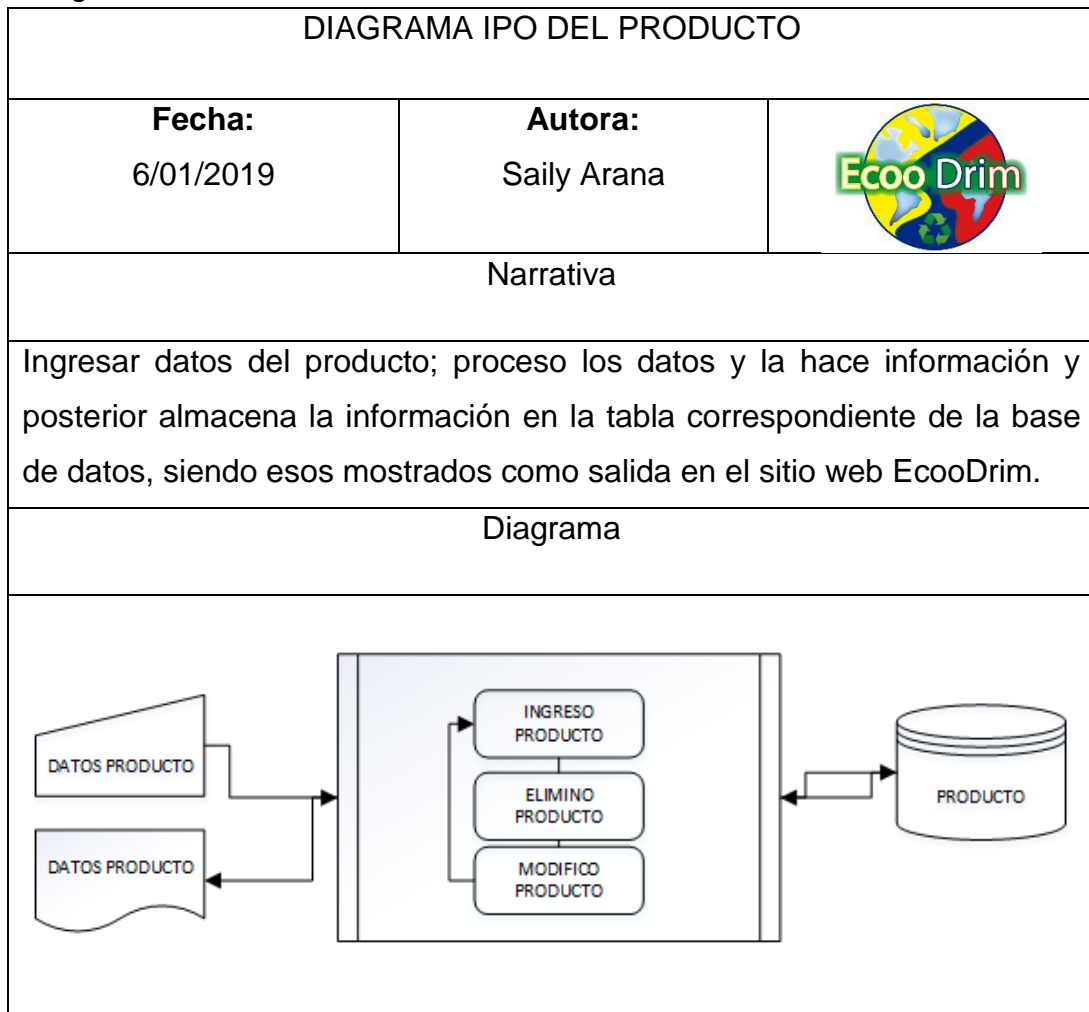 DIAGRAMA IPO DEL PRODUCTO
Fecha:
6/01/2019
Autora:
Saily Arana
Ecoo Drim
Narrativa
Ingresar datos del producto; proceso los datos y la hace información y
posterior almacena la información en la tabla correspondiente de la base
de datos, siendo esos mostrados como salida en el sitio web EcooDrim.
Diagrama
DATOS PRODUCTO
DATOS PRODUCTO
INGRESO
PRODUCTO
ELIMINO
PRODUCTO
MODIFICO
PRODUCTO
PRODUCTO